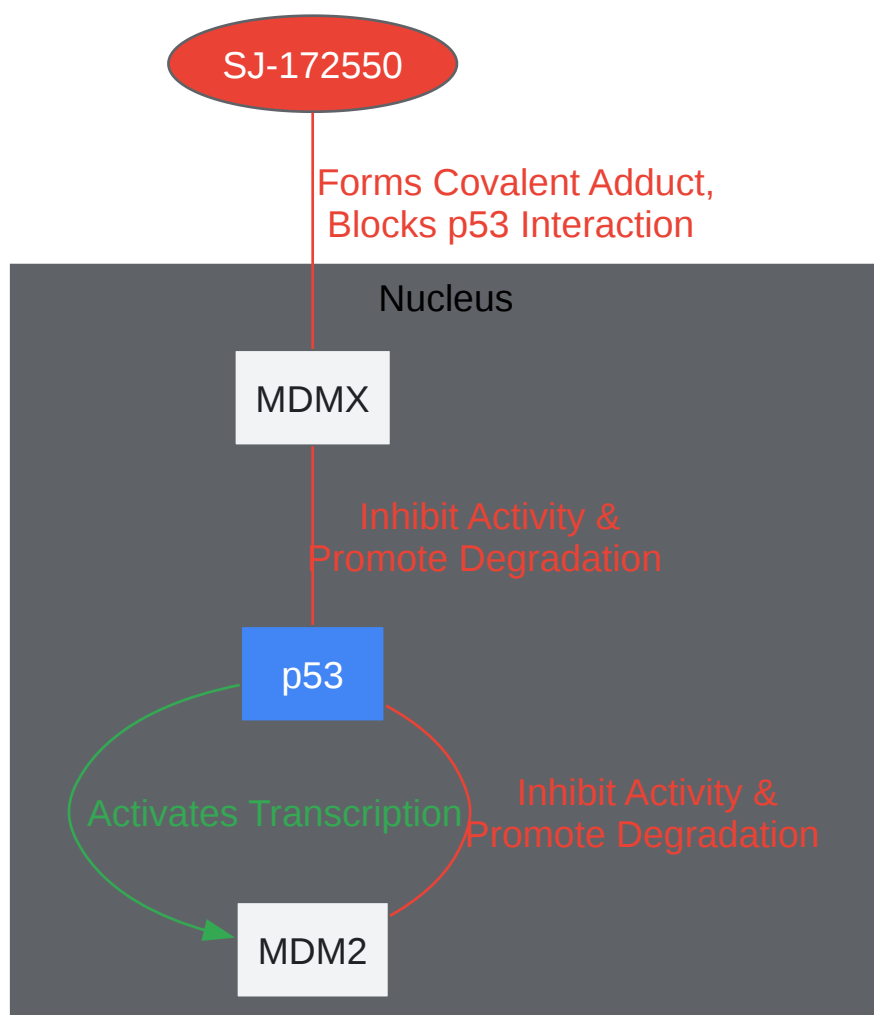 SJ-172550
Forms Covalent Adduct,
Blocks p53 Interaction
Nucleus
MDMX
Inhibit Activity &
Promote Degradation
p53
Activates Transcription
Inhibit Activity &
Promote Degradation
MDM2